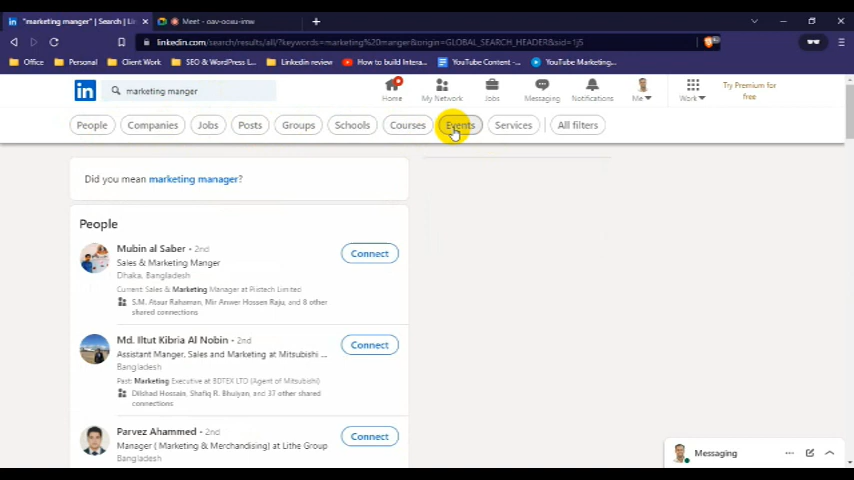 "marketing manger" | Search | Lin
Meet - oav-ooxu-imw
linkedin.com/search/results/all/?keywords=marketing%20manger&origin=GLOBAL_SEARCH_HEADER&sid=
Office
Personal
Client Work
SEO & WordPress L...
Linkedin review
How to build Intera...
YouTube Content -...
YouTube Marketing...
in
marketing manger
Home
My Network
Jobs
Messaging
Notifications
Me
Work
Try Premium for
free
People
Companies
Jobs
Posts
Groups
Schools
Courses
Events
Services
All filters
Did you mean marketing manager?
People
Mubin al Saber • 2nd
Sales & Marketing Manger
Dhaka, Bangladesh
Current: Sales & Marketing Manager at Flistech Limited
S.M. Ataur Rahaman, Mir Anwer Hossen Raju, and 8 other
shared connections
Connect
Md. Iltut Kibria Al Nobin • 2nd
Assistant Manger, Sales and Marketing at Mitsubishi ...
Bangladesh
Past: Marketing Executive at BDTEX LTD (Agent of Mitsubishi)
Dilshad Hossain, Shafiq R. Bhuiyan, and 37 other shared
connections
Connect
Parvez Ahammed • 2nd
Manager ( Marketing & Merchandising) at Lithe Group
Bangladesh
Connect
Messaging